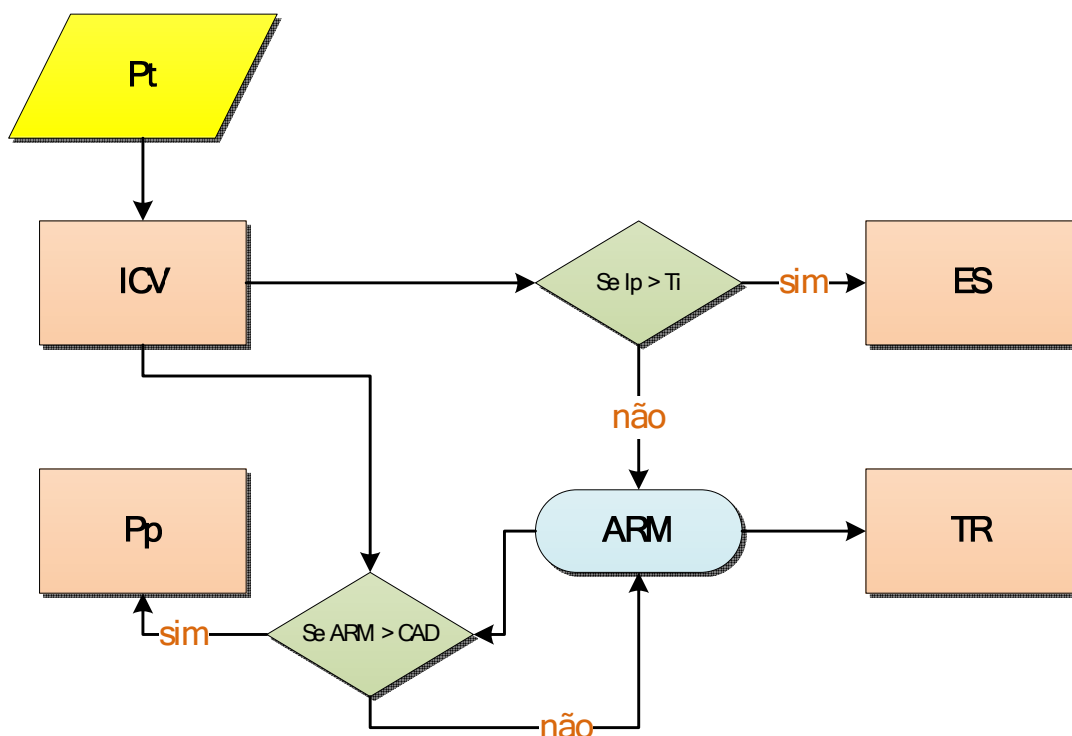 Pt
ICV
Se Ip > Ti
sim
ES
não
Pp
ARM
TR
Se ARM > CAD
sim
não